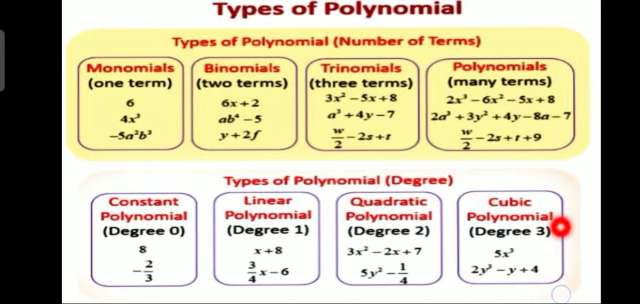 Types of Polynomial
Types of Polynomial (Number of Terms)
Monomials
(one term)
6
4x³
−5a²b³
Binomials
(two terms)
6x+2
ab⁴ −5
y+2f
Trinomials
(three terms)
3x² −5x+8
a³ +4y−7
w/2 −2s+t
Polynomials
(many terms)
2x³ −6x² −5x+8
2a³ +3y² +4y−8a−7
w/2 −2s+t+9
Types of Polynomial (Degree)
Constant
Polynomial
(Degree 0)
8
−2/3
Linear
Polynomial
(Degree 1)
x+8
3/4 x−6
Quadratic
Polynomial
(Degree 2)
3x² −2x+7
5y² −1/4
Cubic
Polynomial
(Degree 3)
5x³
2y³ −y+4